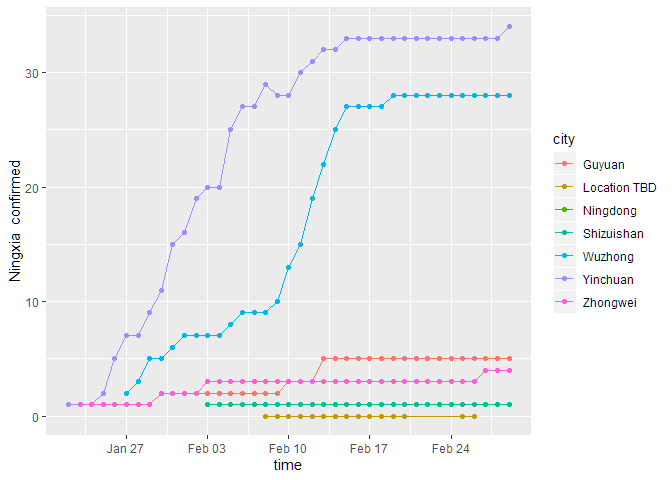 30
20
10
0
Ningxia confirmed
Jan 27
Feb 03
Feb 10
Feb 17
Feb 24
time
city
Guyuan
Location TBD
Ningdong
Shizuishan
Wuzhong
Yinchuan
Zhongwei